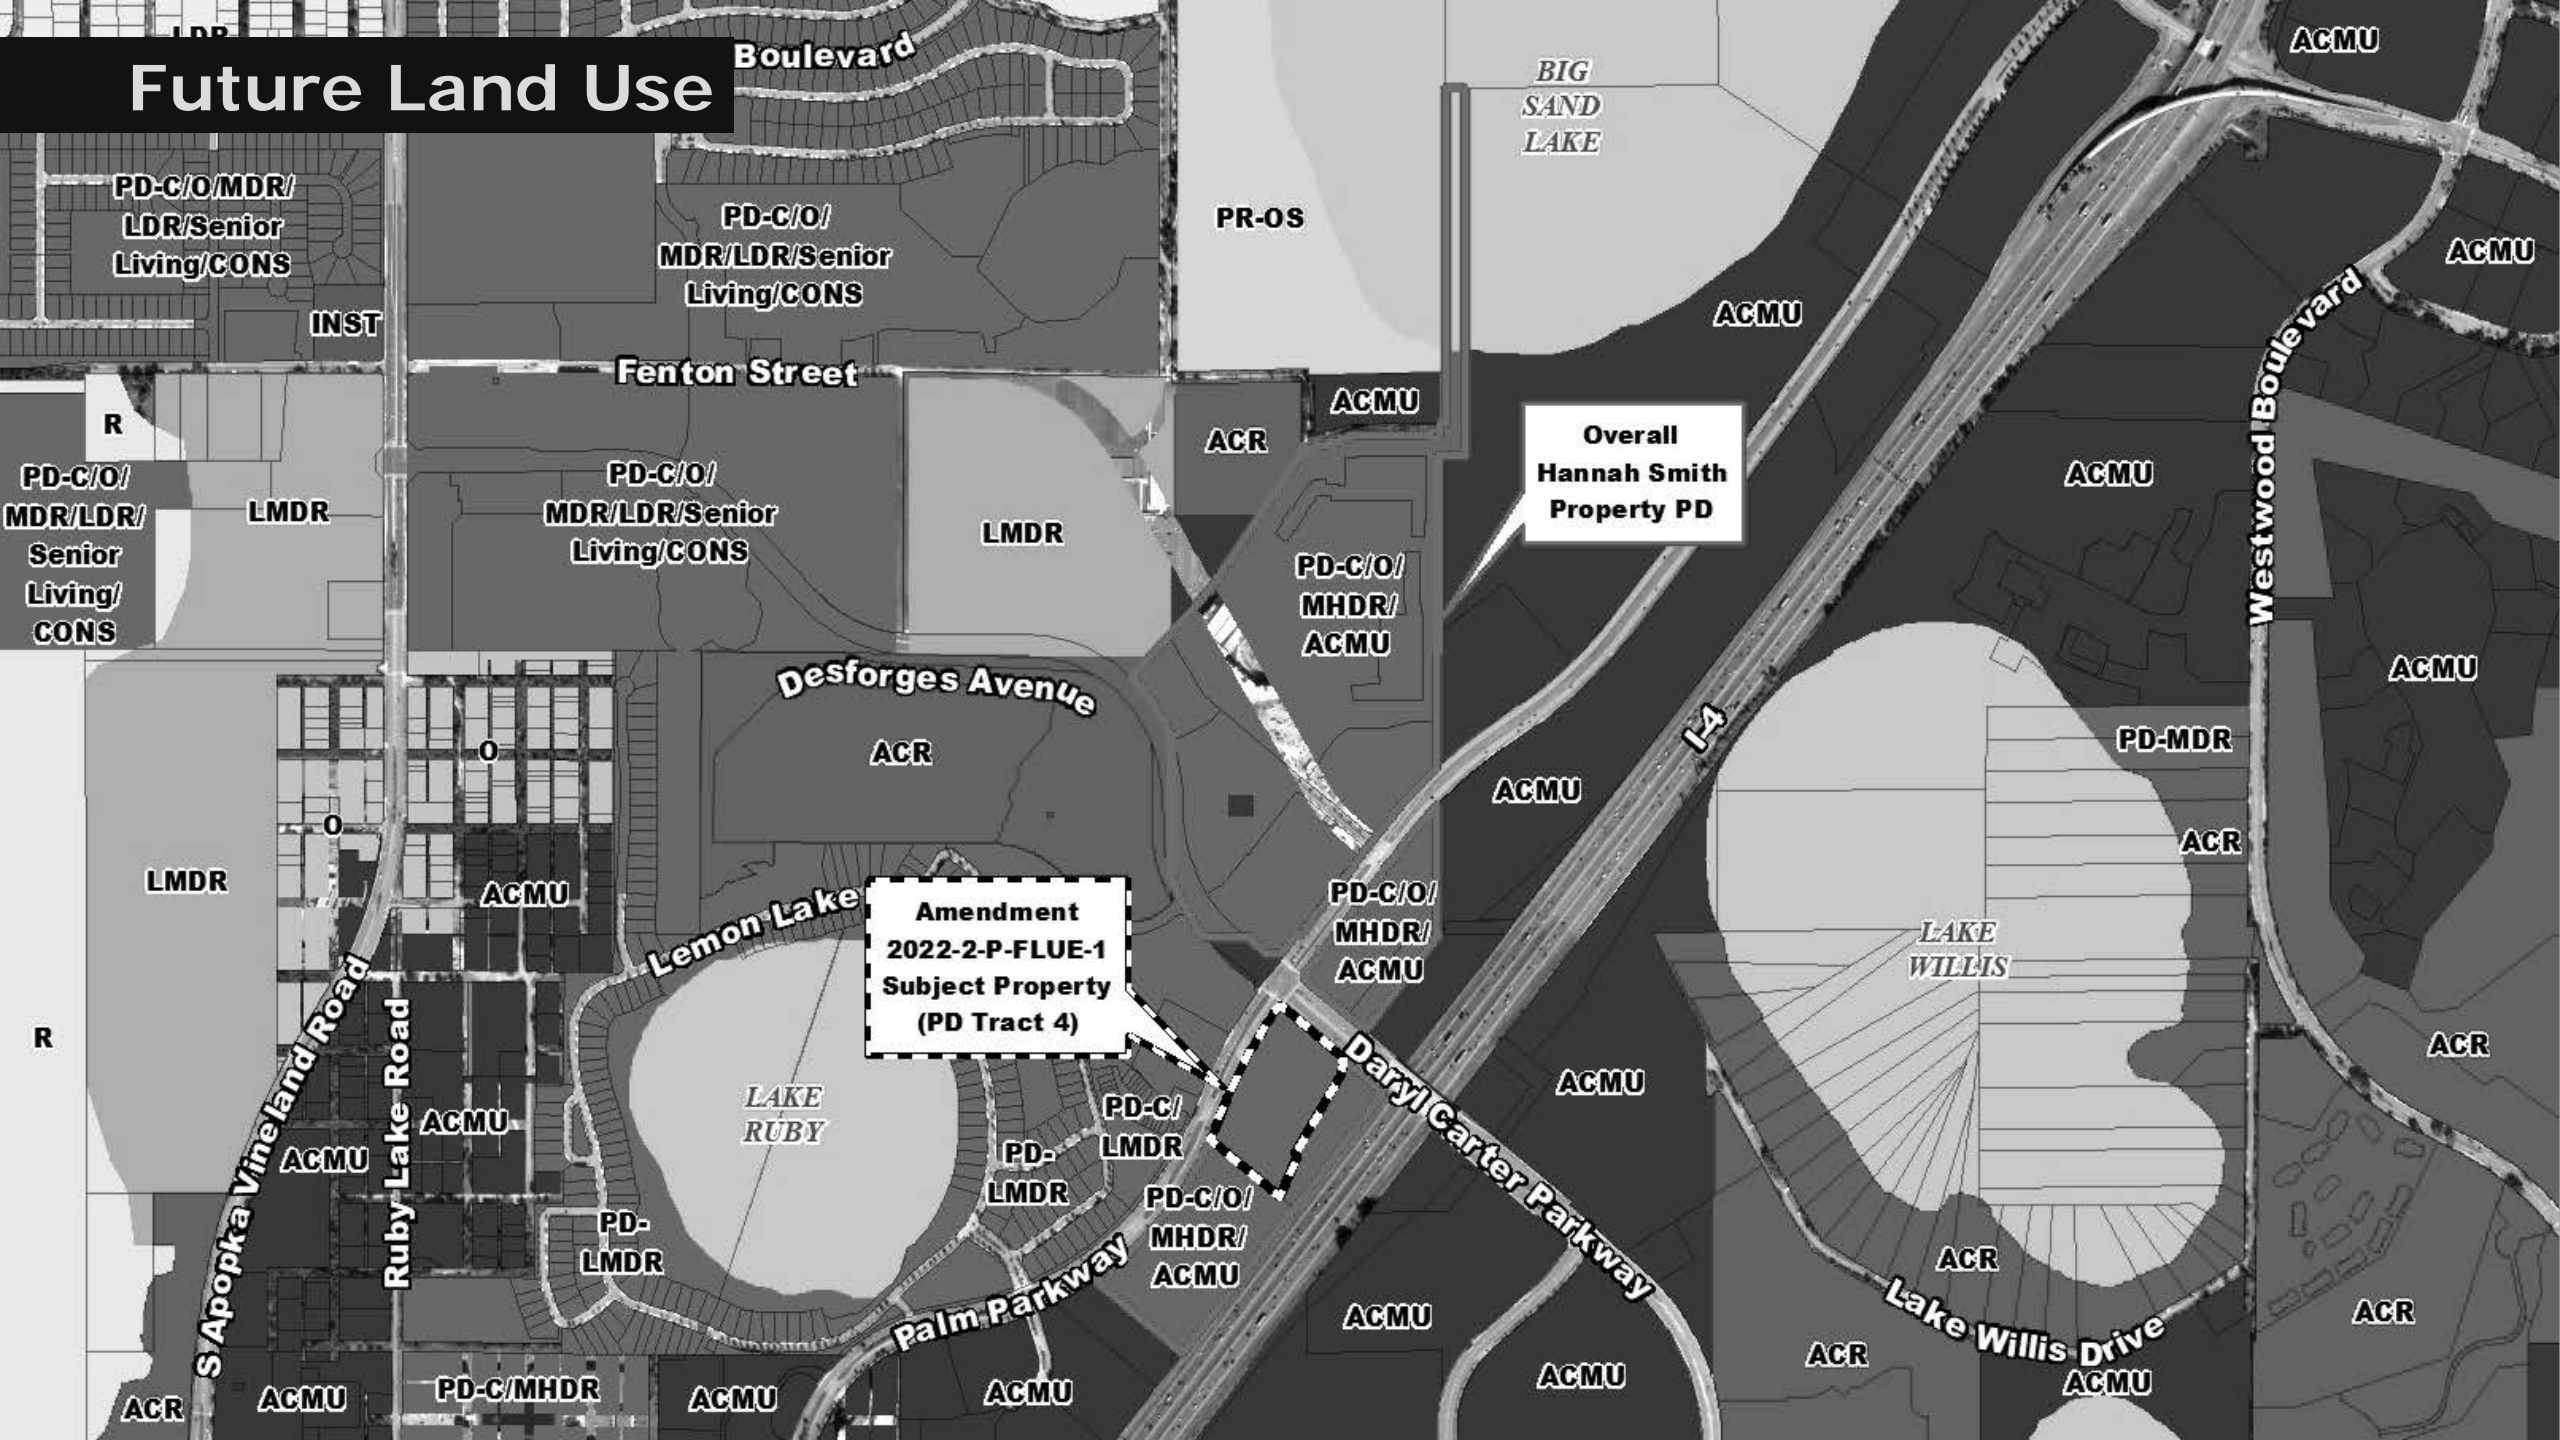 LDR
Future Land Use
Boulevard
BIG
SAND
LAKE
ACMU
PD-C/O/MDR/
LDR/Senior
Living/CONS
PD-C/O/
MDR/LDR/Senior
Living/CONS
PR-OS
ACMU
ACMU
INST
Fenton Street
Westwood Boulevard
R
ACR
ACMU
Overall
Hannah Smith
Property PD
PD-C/O/
MDR/LDR/
Senior
Living/
CONS
LMDR
PD-C/O/
MDR/LDR/Senior
Living/CONS
LMDR
ACMU
PD-C/O/
MHDR/
ACMU
ACMU
Desforges Avenue
I-4
ACR
O
ACMU
PD-MDR
O
ACR
LMDR
ACMU
Lemon Lake
Amendment
2022-2-P-FLUE-1
Subject Property
(PD Tract 4)
PD-C/O/
MHDR/
ACMU
LAKE
WILLIS
R
S Apopka Vineland Road
Ruby Lake Road
ACMU
ACMU
LAKE
RUBY
PD-
LMDR
PD-C/
LMDR
Daryl Carter Parkway
ACMU
ACR
PD-
LMDR
PD-C/O/
MHDR/
ACMU
Palm Parkway
ACR
Lake Willis Drive
ACMU
ACR
ACR
ACR
ACMU
PD-C/MHDR
ACMU
ACMU
ACMU
ACMU